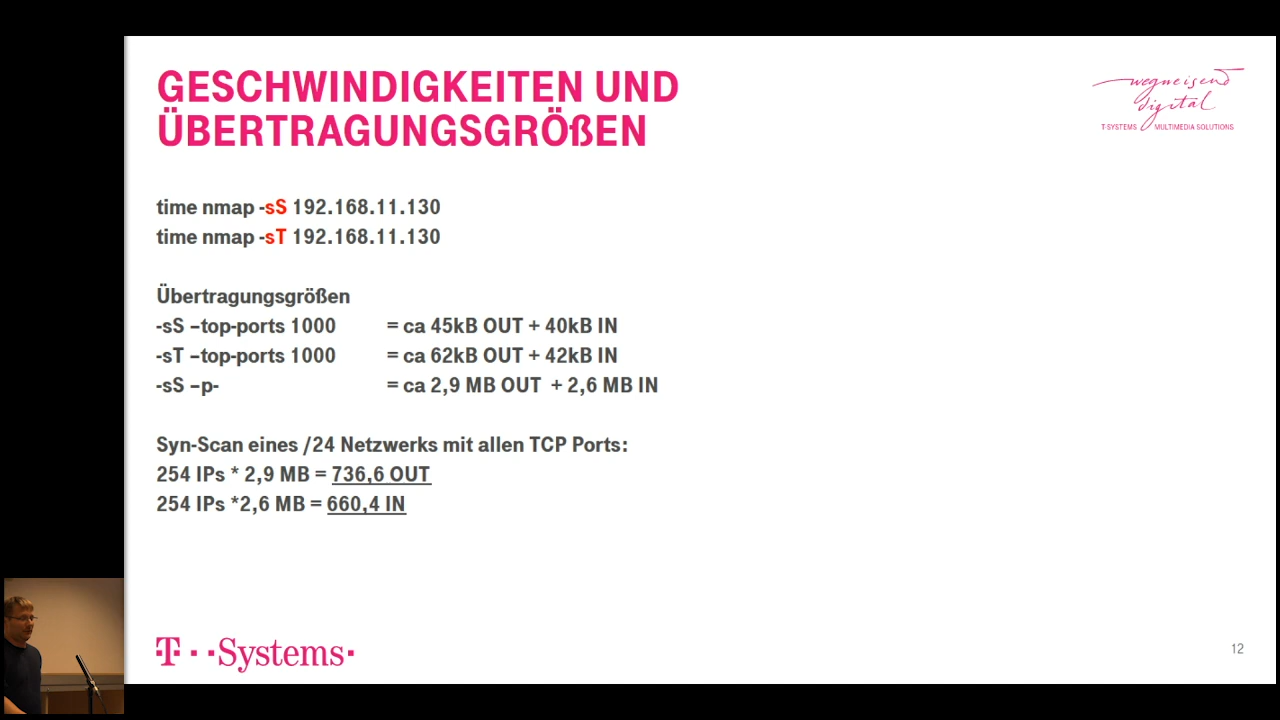 GESCHWINDIGKEITEN UND
ÜBERTRAGUNGSGRÖßEN
wegweisend
digital
T-SYSTEMS MULTIMEDIA SOLUTIONS
time nmap -sS 192.168.11.130
time nmap -sT 192.168.11.130
Übertragungsgrößen
-sS –top-ports 1000 = ca 45kB OUT + 40kB IN
-sT –top-ports 1000 = ca 62kB OUT + 42kB IN
-sS –p- = ca 2,9 MB OUT + 2,6 MB IN
Syn-Scan eines /24 Netzwerks mit allen TCP Ports:
254 IPs * 2,9 MB = 736,6 OUT
254 IPs *2,6 MB = 660,4 IN
T··Systems·
12